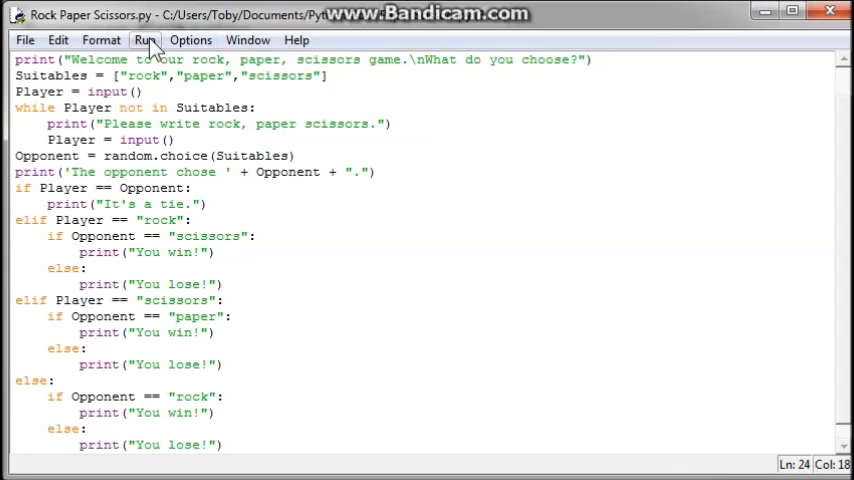 Rock Paper Scissors.py - C:/Users/Toby/Documents/Pyt
www.Bandicam.com
File Edit Format Run Options Window Help
print("Welcome to our rock, paper, scissors game.\nWhat do you choose?")
Suitables = ["rock","paper","scissors"]
Player = input()
while Player not in Suitables:
    print("Please write rock, paper scissors.")
    Player = input()
Opponent = random.choice(Suitables)
print('The opponent chose ' + Opponent + ".")
if Player == Opponent:
    print("It's a tie.")
elif Player == "rock":
    if Opponent == "scissors":
        print("You win!")
    else:
        print("You lose!")
elif Player == "scissors":
    if Opponent == "paper":
        print("You win!")
    else:
        print("You lose!")
else:
    if Opponent == "rock":
        print("You win!")
    else:
        print("You lose!")
Ln: 24 Col: 18